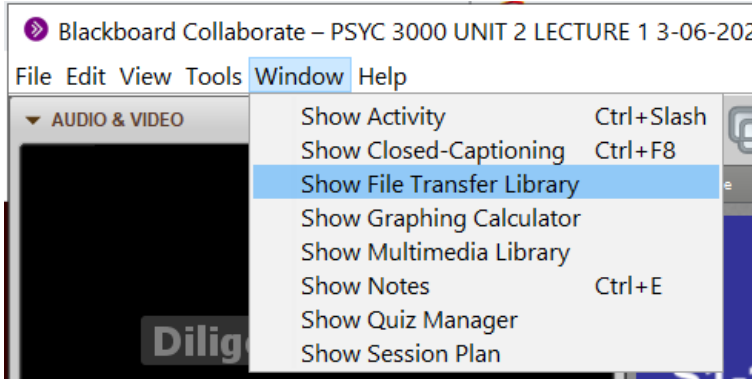 Blackboard Collaborate – PSYC 3000 UNIT 2 LECTURE 1 3-06-202
File Edit View Tools Window Help
AUDIO & VIDEO
Show Activity Ctrl+Slash
Show Closed-Captioning Ctrl+F8
Show File Transfer Library
Show Graphing Calculator
Show Multimedia Library
Show Notes Ctrl+E
Show Quiz Manager
Show Session Plan
Dilig
e